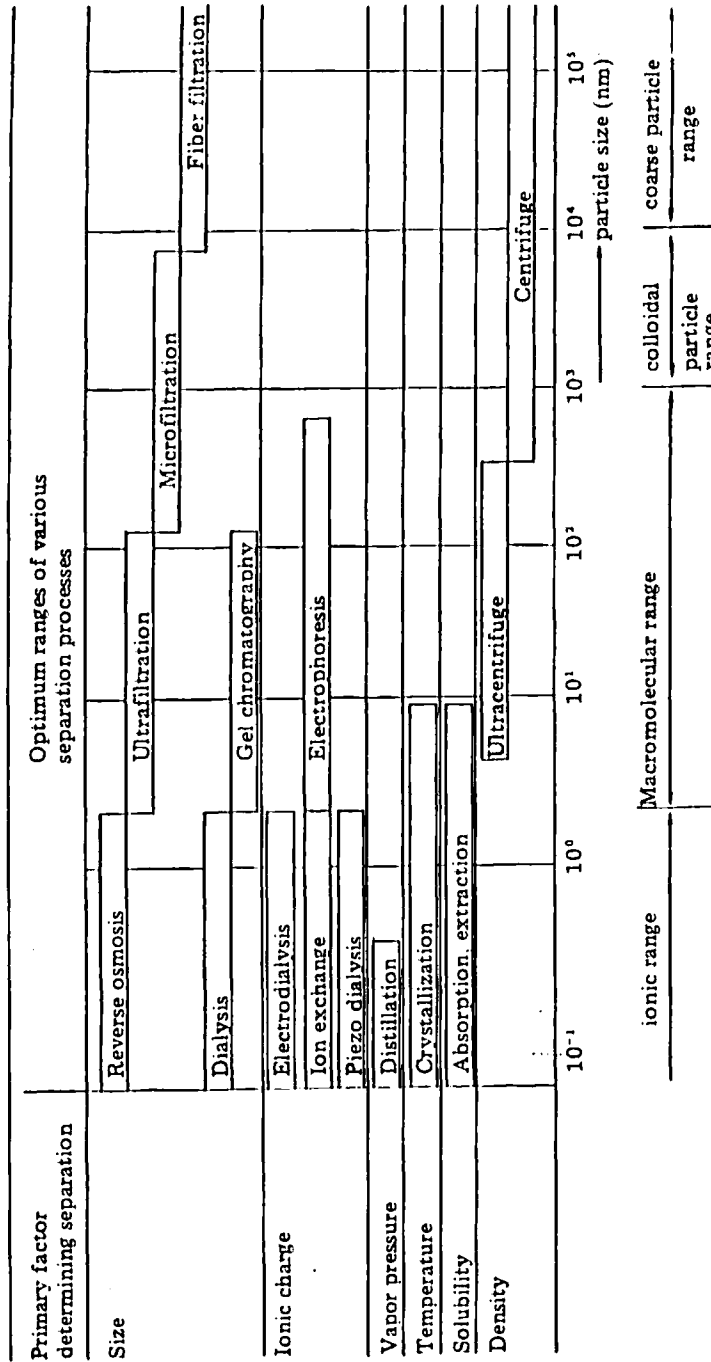 Primary factor
determining separation
Optimum ranges of various
separation processes
Size
Reverse osmosis
Ultrafiltration
Microfiltration
Fiber filtration
Dialysis
Gel chromatography
Ionic charge
Electrodialysis
Ion exchange
Electrophoresis
Piezo dialysis
Vapor pressure
Distillation
Temperature
Crystallization
Solubility
Absorption, extraction
Density
Ultracentrifuge
Centrifuge
10⁻¹ 10⁰ 10¹ 10² 10³ 10⁴ 10⁵
particle size (nm)
ionic range
Macromolecular range
colloidal
particle
range
coarse particle
range